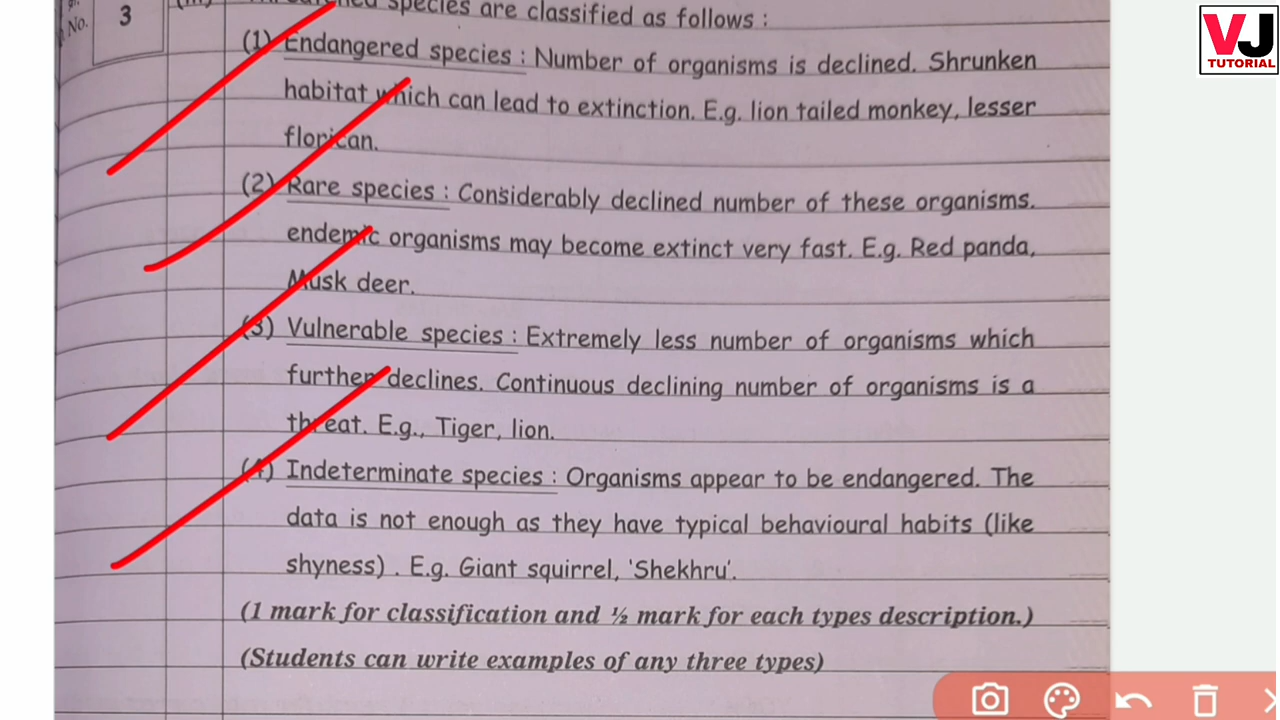 No.
3
species are classified as follows :
(1) Endangered species : Number of organisms is declined. Shrunken
habitat which can lead to extinction. E.g. lion tailed monkey, lesser
florican.
(2) Rare species : Considerably declined number of these organisms.
endemic organisms may become extinct very fast. E.g. Red panda,
Musk deer.
(3) Vulnerable species : Extremely less number of organisms which
further declines. Continuous declining number of organisms is a
threat. E.g., Tiger, lion.
(4) Indeterminate species : Organisms appear to be endangered. The
data is not enough as they have typical behavioural habits (like
shyness) . E.g. Giant squirrel, 'Shekhru'.
(1 mark for classification and ½ mark for each types description.)
(Students can write examples of any three types)
VJ
TUTORIAL